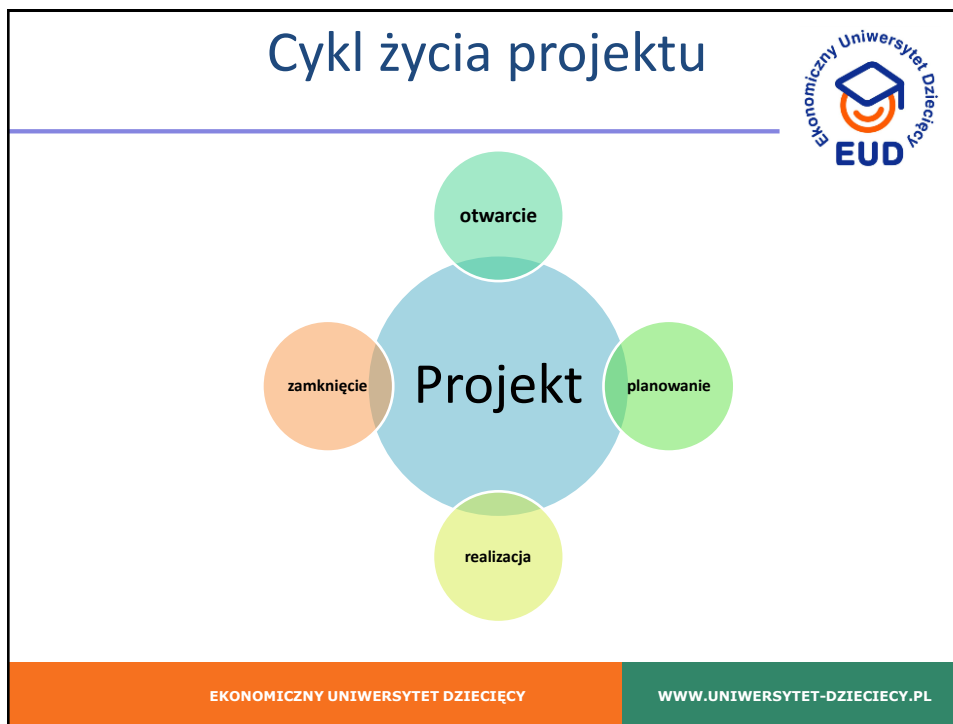 Cykl życia projektu
Ekonomiczny Uniwersytet Dziecięcy
EUD
otwarcie
zamknięcie
Projekt
planowanie
realizacja
EKONOMICZNY UNIWERSYTET DZIECIĘCY
WWW.UNIWERSYTET-DZIECIECY.PL